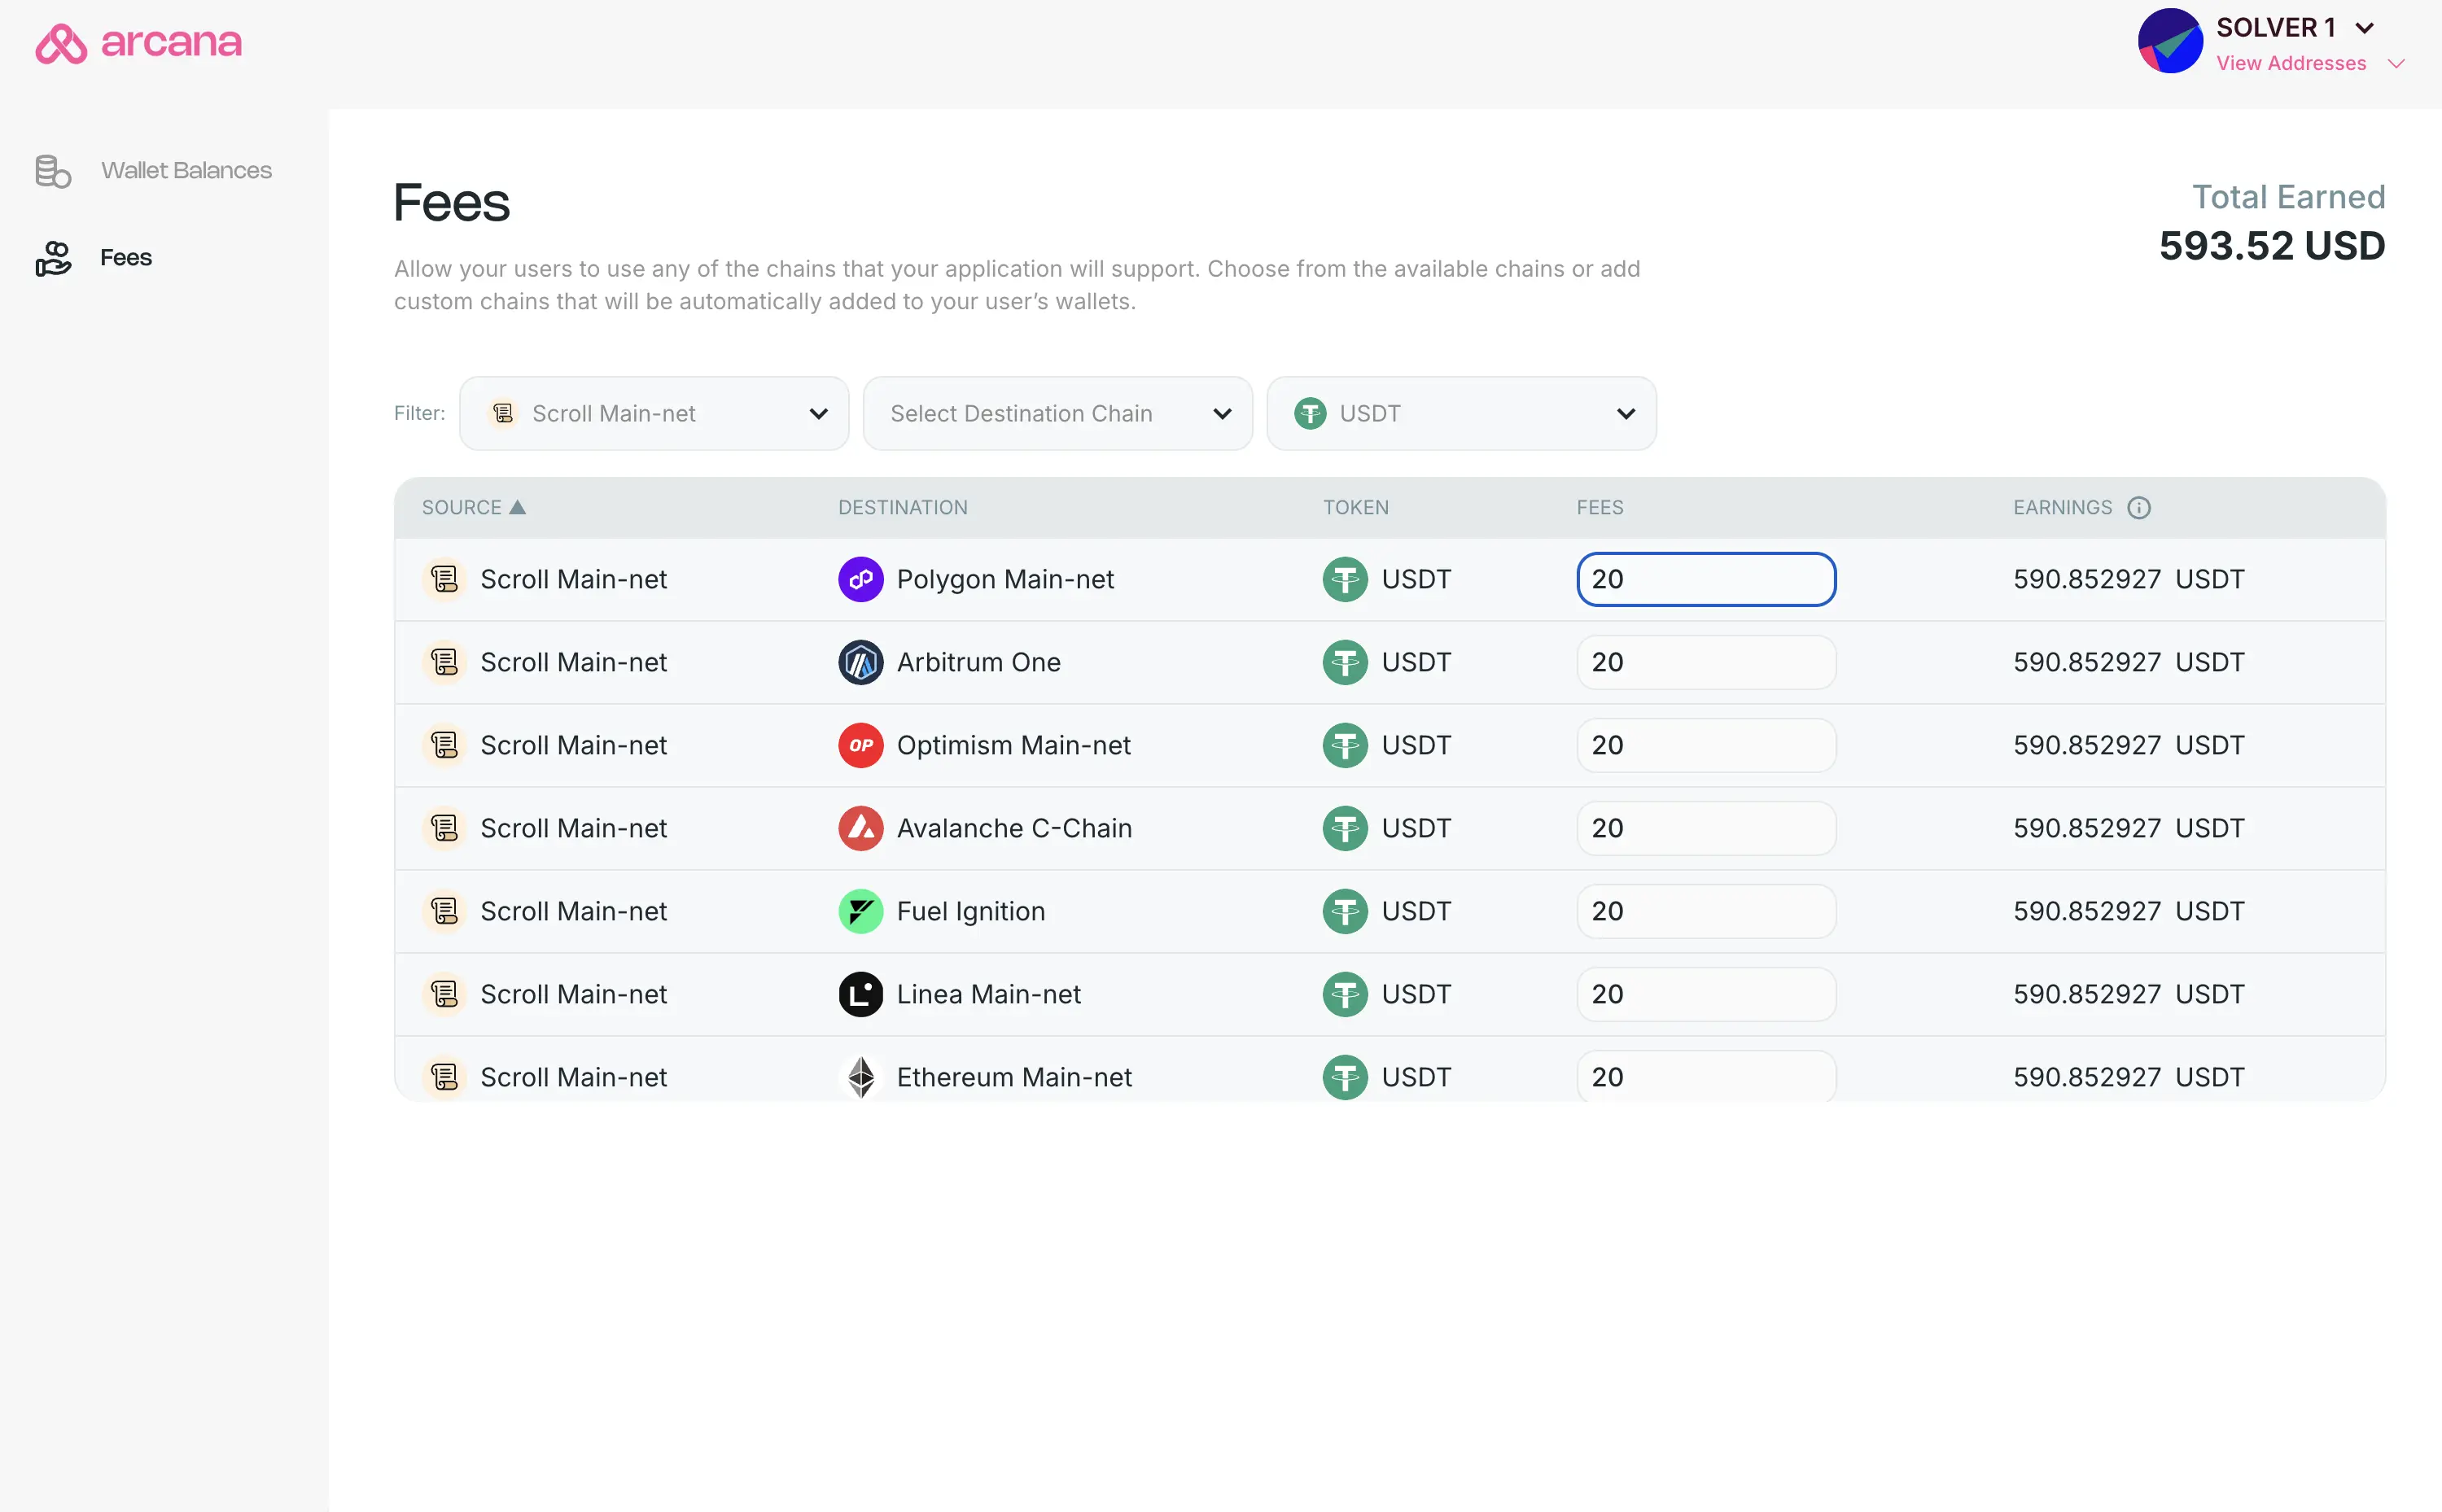 arcana
SOLVER 1
View Addresses
Wallet Balances
Fees
Fees
Total Earned
593.52 USD
Allow your users to use any of the chains that your application will support. Choose from the available chains or add
custom chains that will be automatically added to your user’s wallets.
Filter: Scroll Main-net Select Destination Chain USDT
SOURCE ▲ DESTINATION TOKEN FEES EARNINGS
Scroll Main-net Polygon Main-net USDT 20 590.852927 USDT
Scroll Main-net Arbitrum One USDT 20 590.852927 USDT
Scroll Main-net OP Optimism Main-net USDT 20 590.852927 USDT
Scroll Main-net Avalanche C-Chain USDT 20 590.852927 USDT
Scroll Main-net Fuel Ignition USDT 20 590.852927 USDT
Scroll Main-net Linea Main-net USDT 20 590.852927 USDT
Scroll Main-net Ethereum Main-net USDT 20 590.852927 USDT